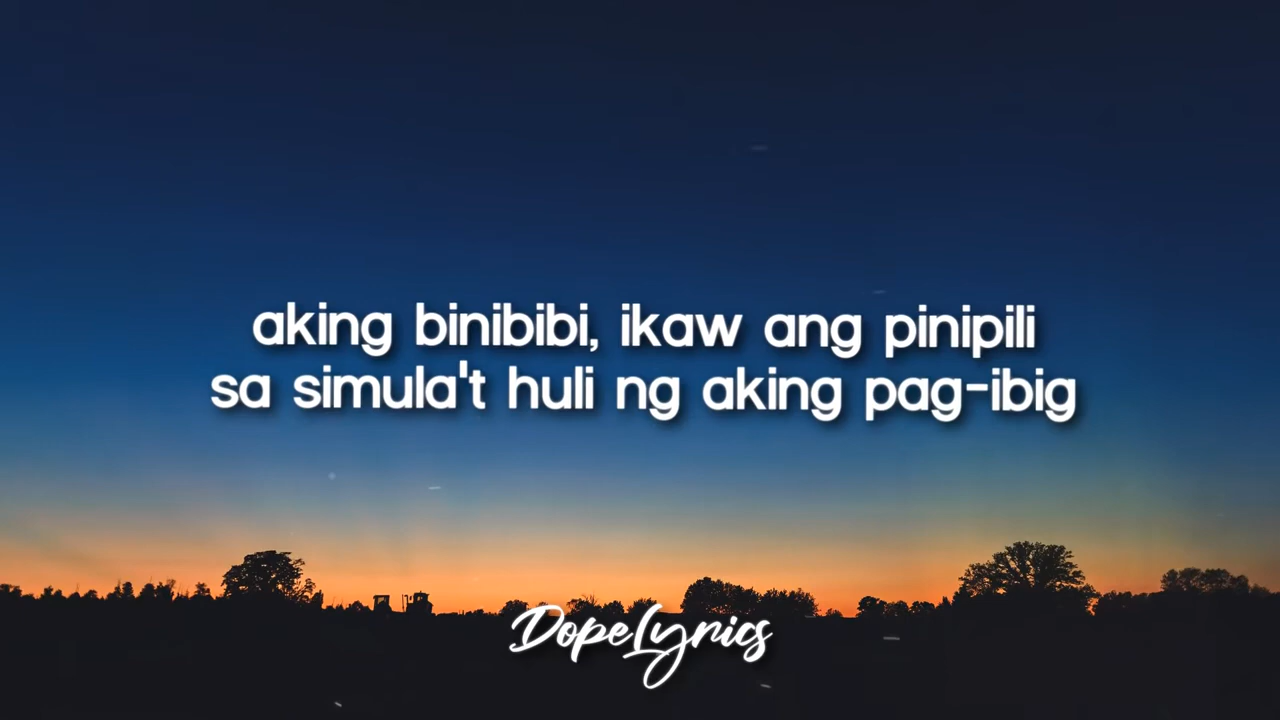 aking binibibi, ikaw ang pinipili
sa simula't huli ng aking pag-ibig
DopeLyrics